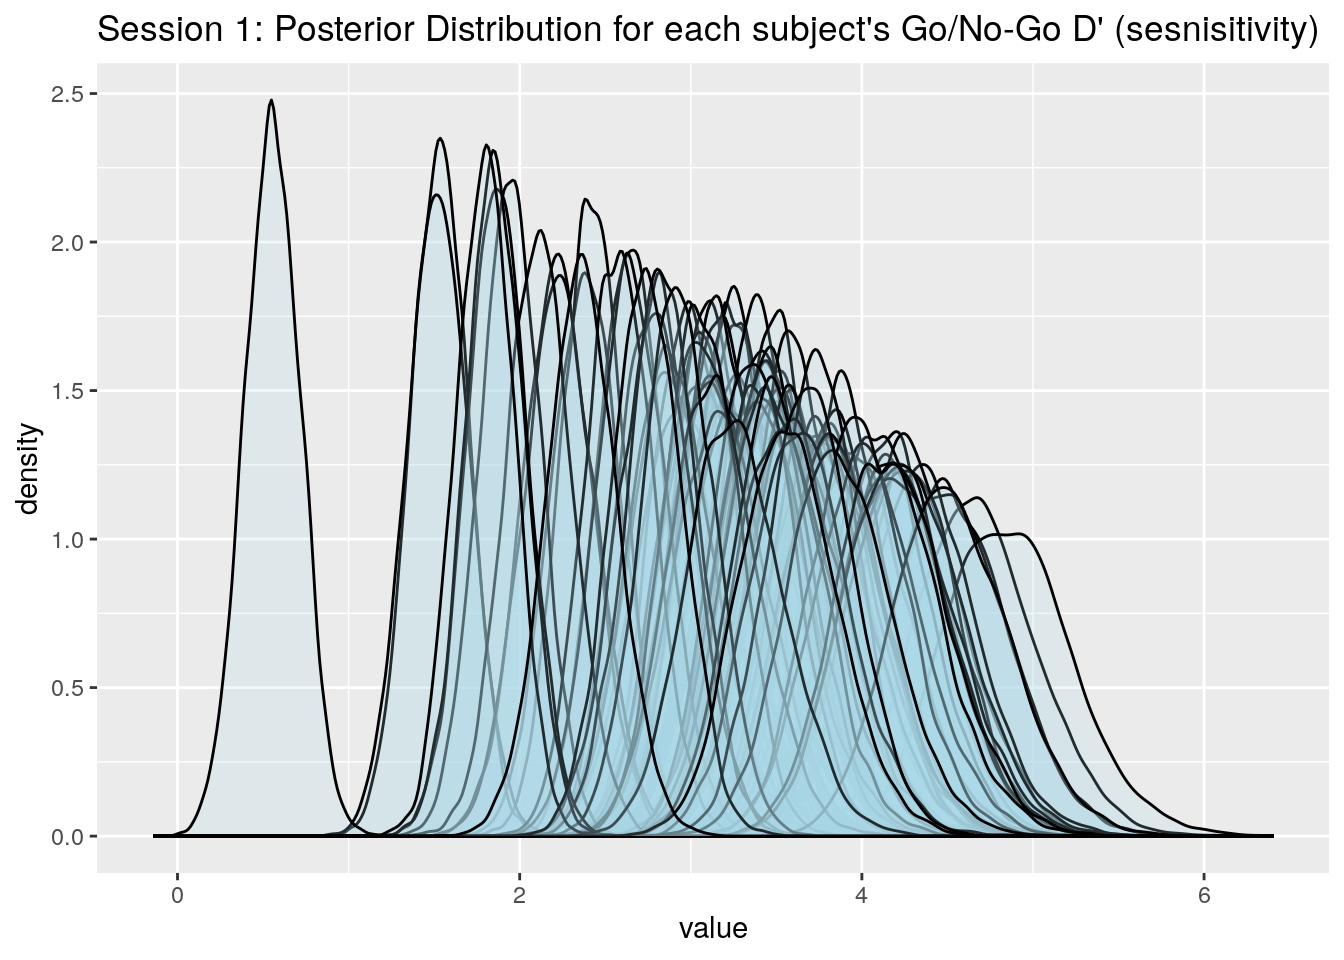 Session 1: Posterior Distribution for each subject's Go/No-Go D' (sesnisitivity)
2.5
2.0
1.5
1.0
0.5
0.0
density
0 2 4 6
value